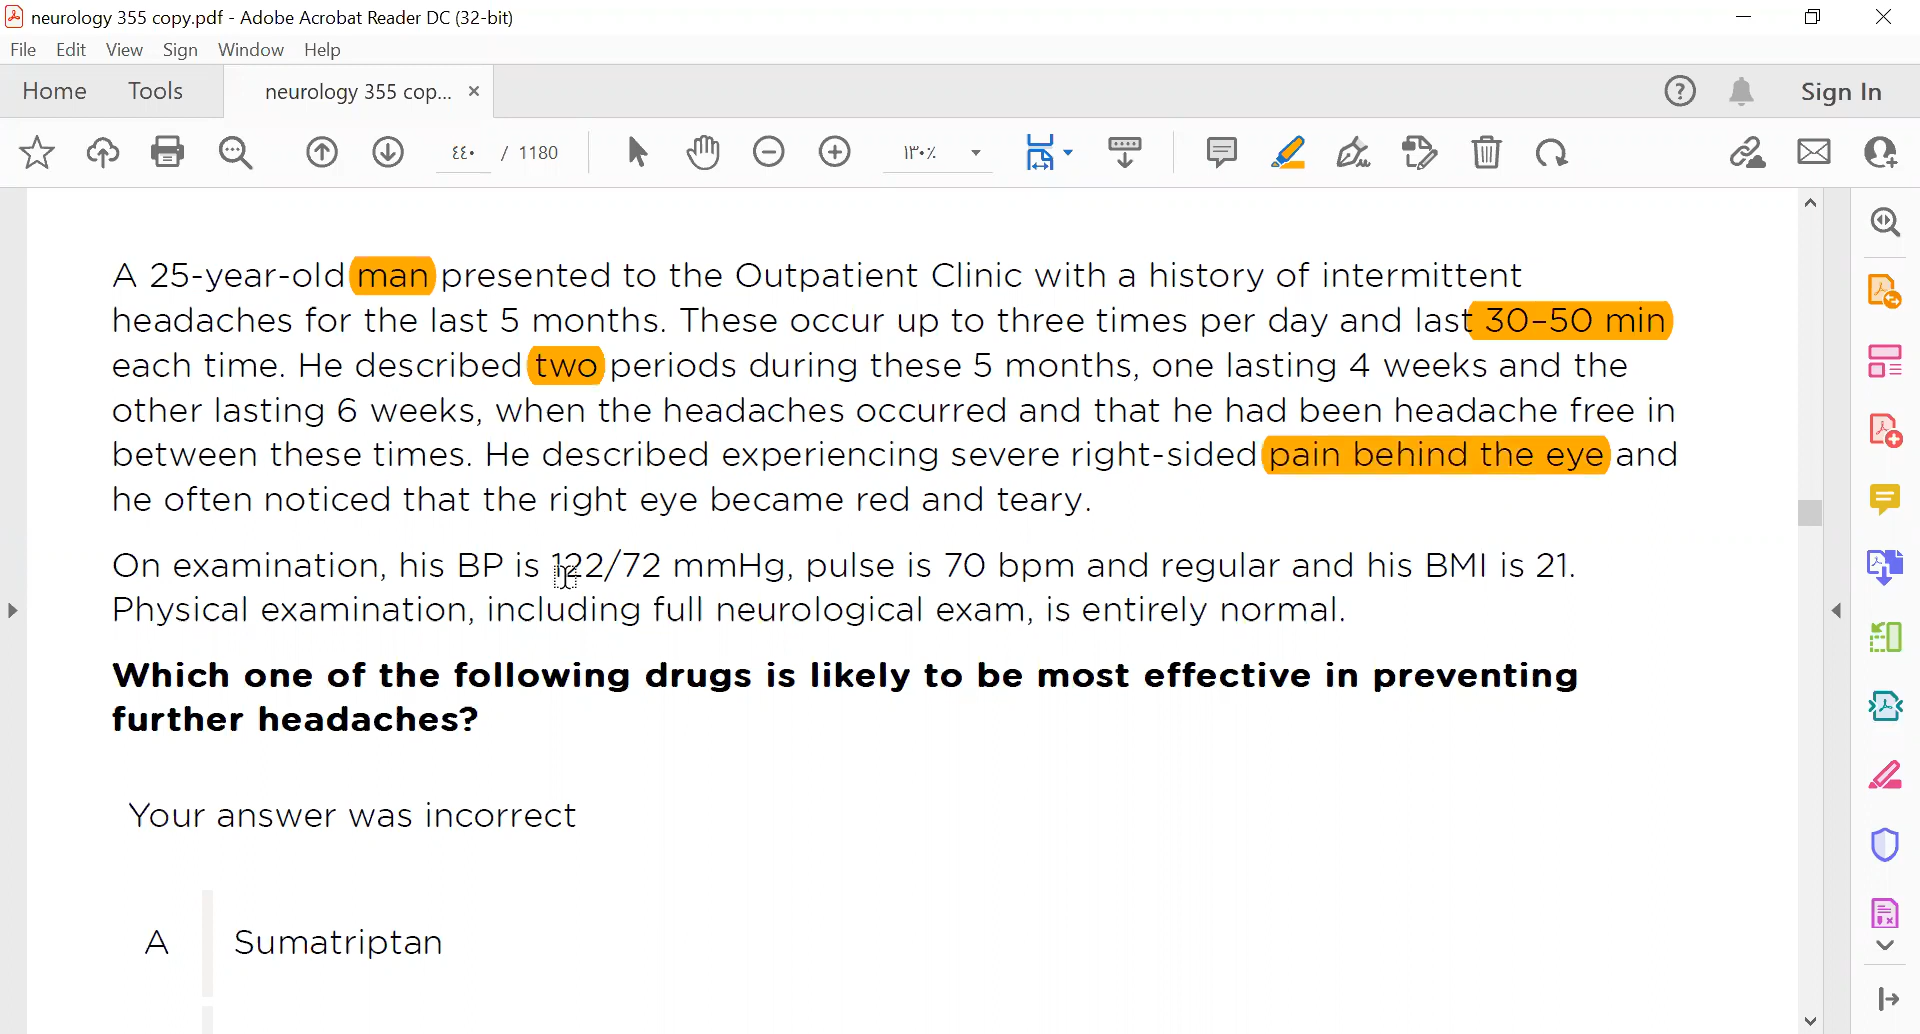 neurology 355 copy.pdf - Adobe Acrobat Reader DC (32-bit)
File Edit View Sign Window Help
Home Tools neurology 355 cop... × Sign In
٤٤٠ / 1180 ١٣٠٪
A 25-year-old man presented to the Outpatient Clinic with a history of intermittent
headaches for the last 5 months. These occur up to three times per day and last 30–50 min
each time. He described two periods during these 5 months, one lasting 4 weeks and the
other lasting 6 weeks, when the headaches occurred and that he had been headache free in
between these times. He described experiencing severe right-sided pain behind the eye and
he often noticed that the right eye became red and teary.
On examination, his BP is 122/72 mmHg, pulse is 70 bpm and regular and his BMI is 21.
Physical examination, including full neurological exam, is entirely normal.
Which one of the following drugs is likely to be most effective in preventing
further headaches?
Your answer was incorrect
A Sumatriptan